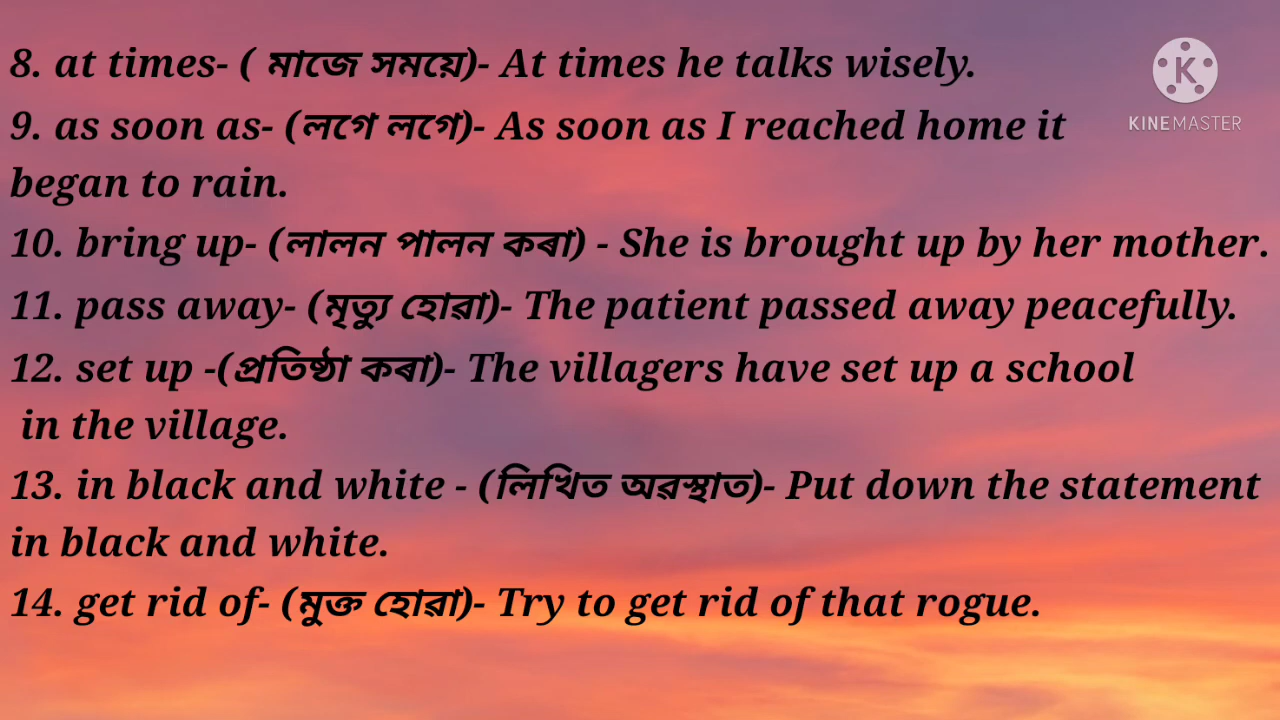 8. at times- ( মাজে সময়ে)- At times he talks wisely.
9. as soon as- (লগে লগে)- As soon as I reached home it
began to rain.
10. bring up- (লালন পালন কৰা) - She is brought up by her mother.
11. pass away- (মৃত্যু হোৱা)- The patient passed away peacefully.
12. set up -(প্ৰতিষ্ঠা কৰা)- The villagers have set up a school
in the village.
13. in black and white - (লিখিত অৱস্থাত)- Put down the statement
in black and white.
14. get rid of- (মুক্ত হোৱা)- Try to get rid of that rogue.
K
KINEMASTER